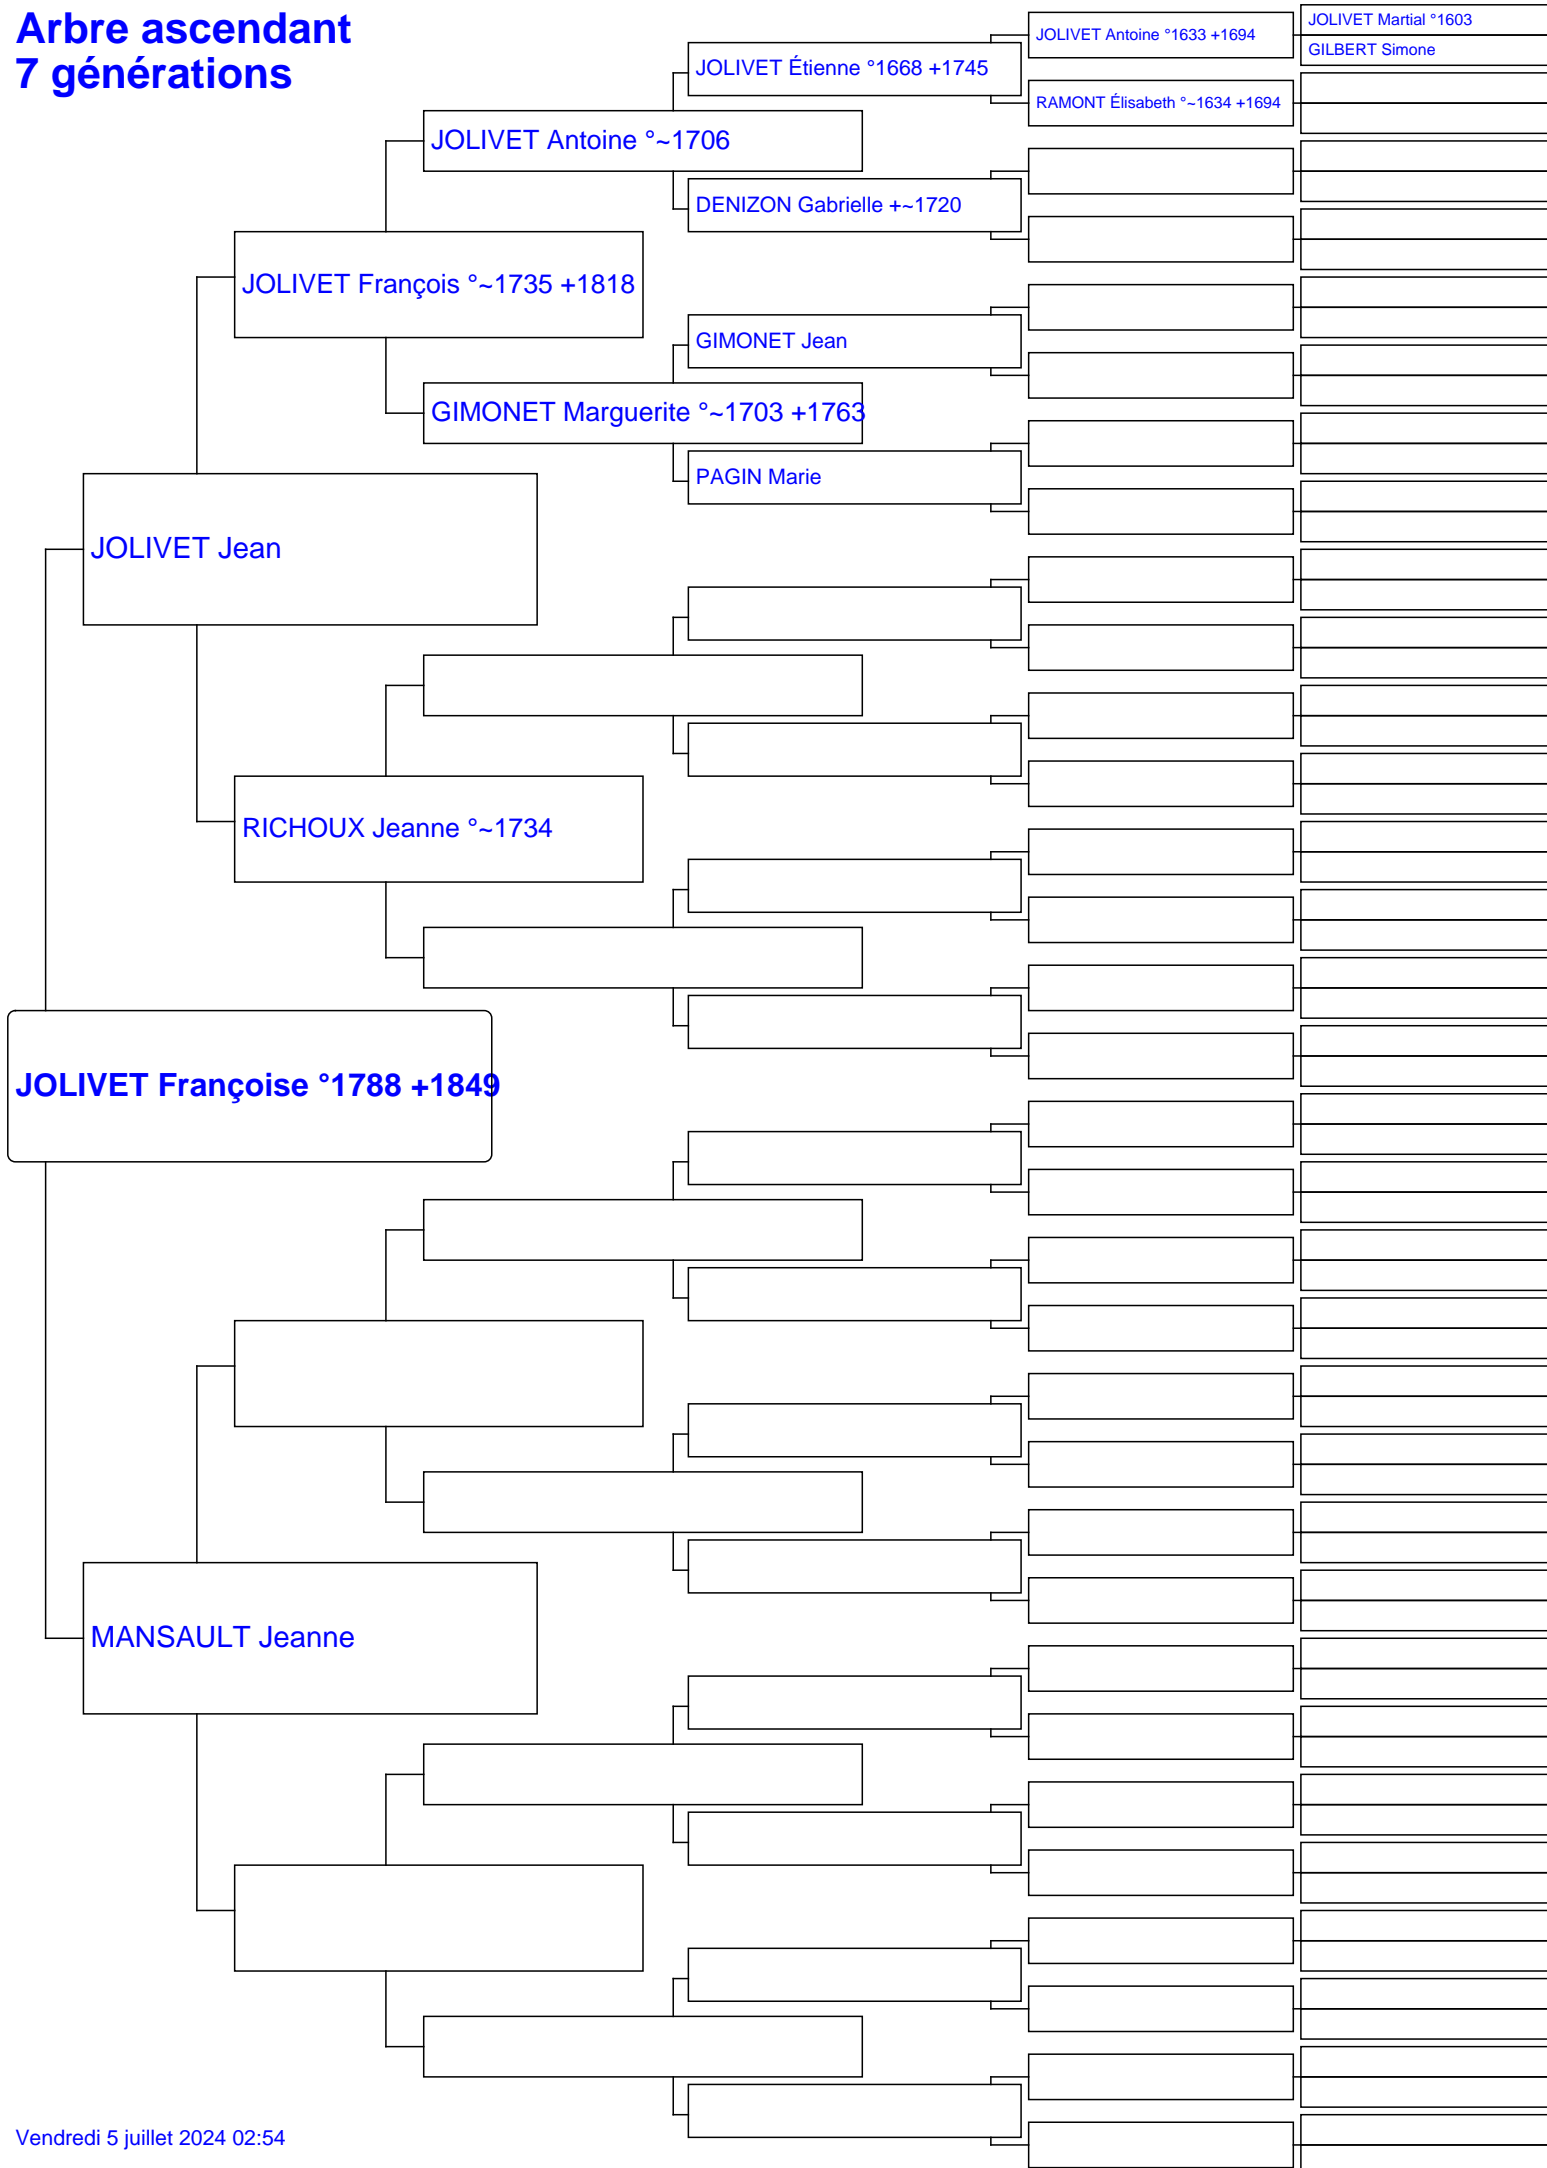 Arbre ascendant
7 générations
JOLIVET Martial °1603
GILBERT Simone
JOLIVET Antoine °1633 +1694
JOLIVET Étienne °1668 +1745
RAMONT Élisabeth °~1634 +1694
JOLIVET Antoine °~1706
DENIZON Gabrielle +~1720
JOLIVET François °~1735 +1818
GIMONET Jean
GIMONET Marguerite °~1703 +1763
PAGIN Marie
JOLIVET Jean
RICHOUX Jeanne °~1734
JOLIVET Françoise °1788 +1849
MANSAULT Jeanne
Vendredi 5 juillet 2024 02:54